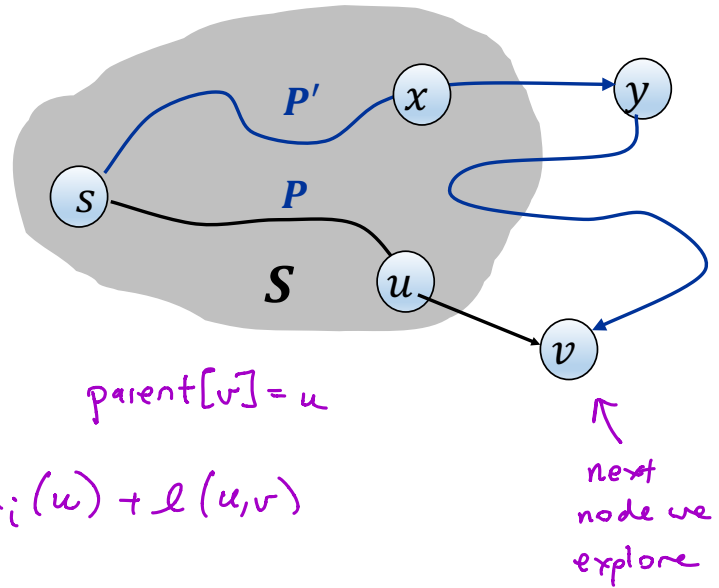 P′
x
y
s
P
S
u
v
parent[v] = u
i(u) + l(u,v)
next
node we
explore